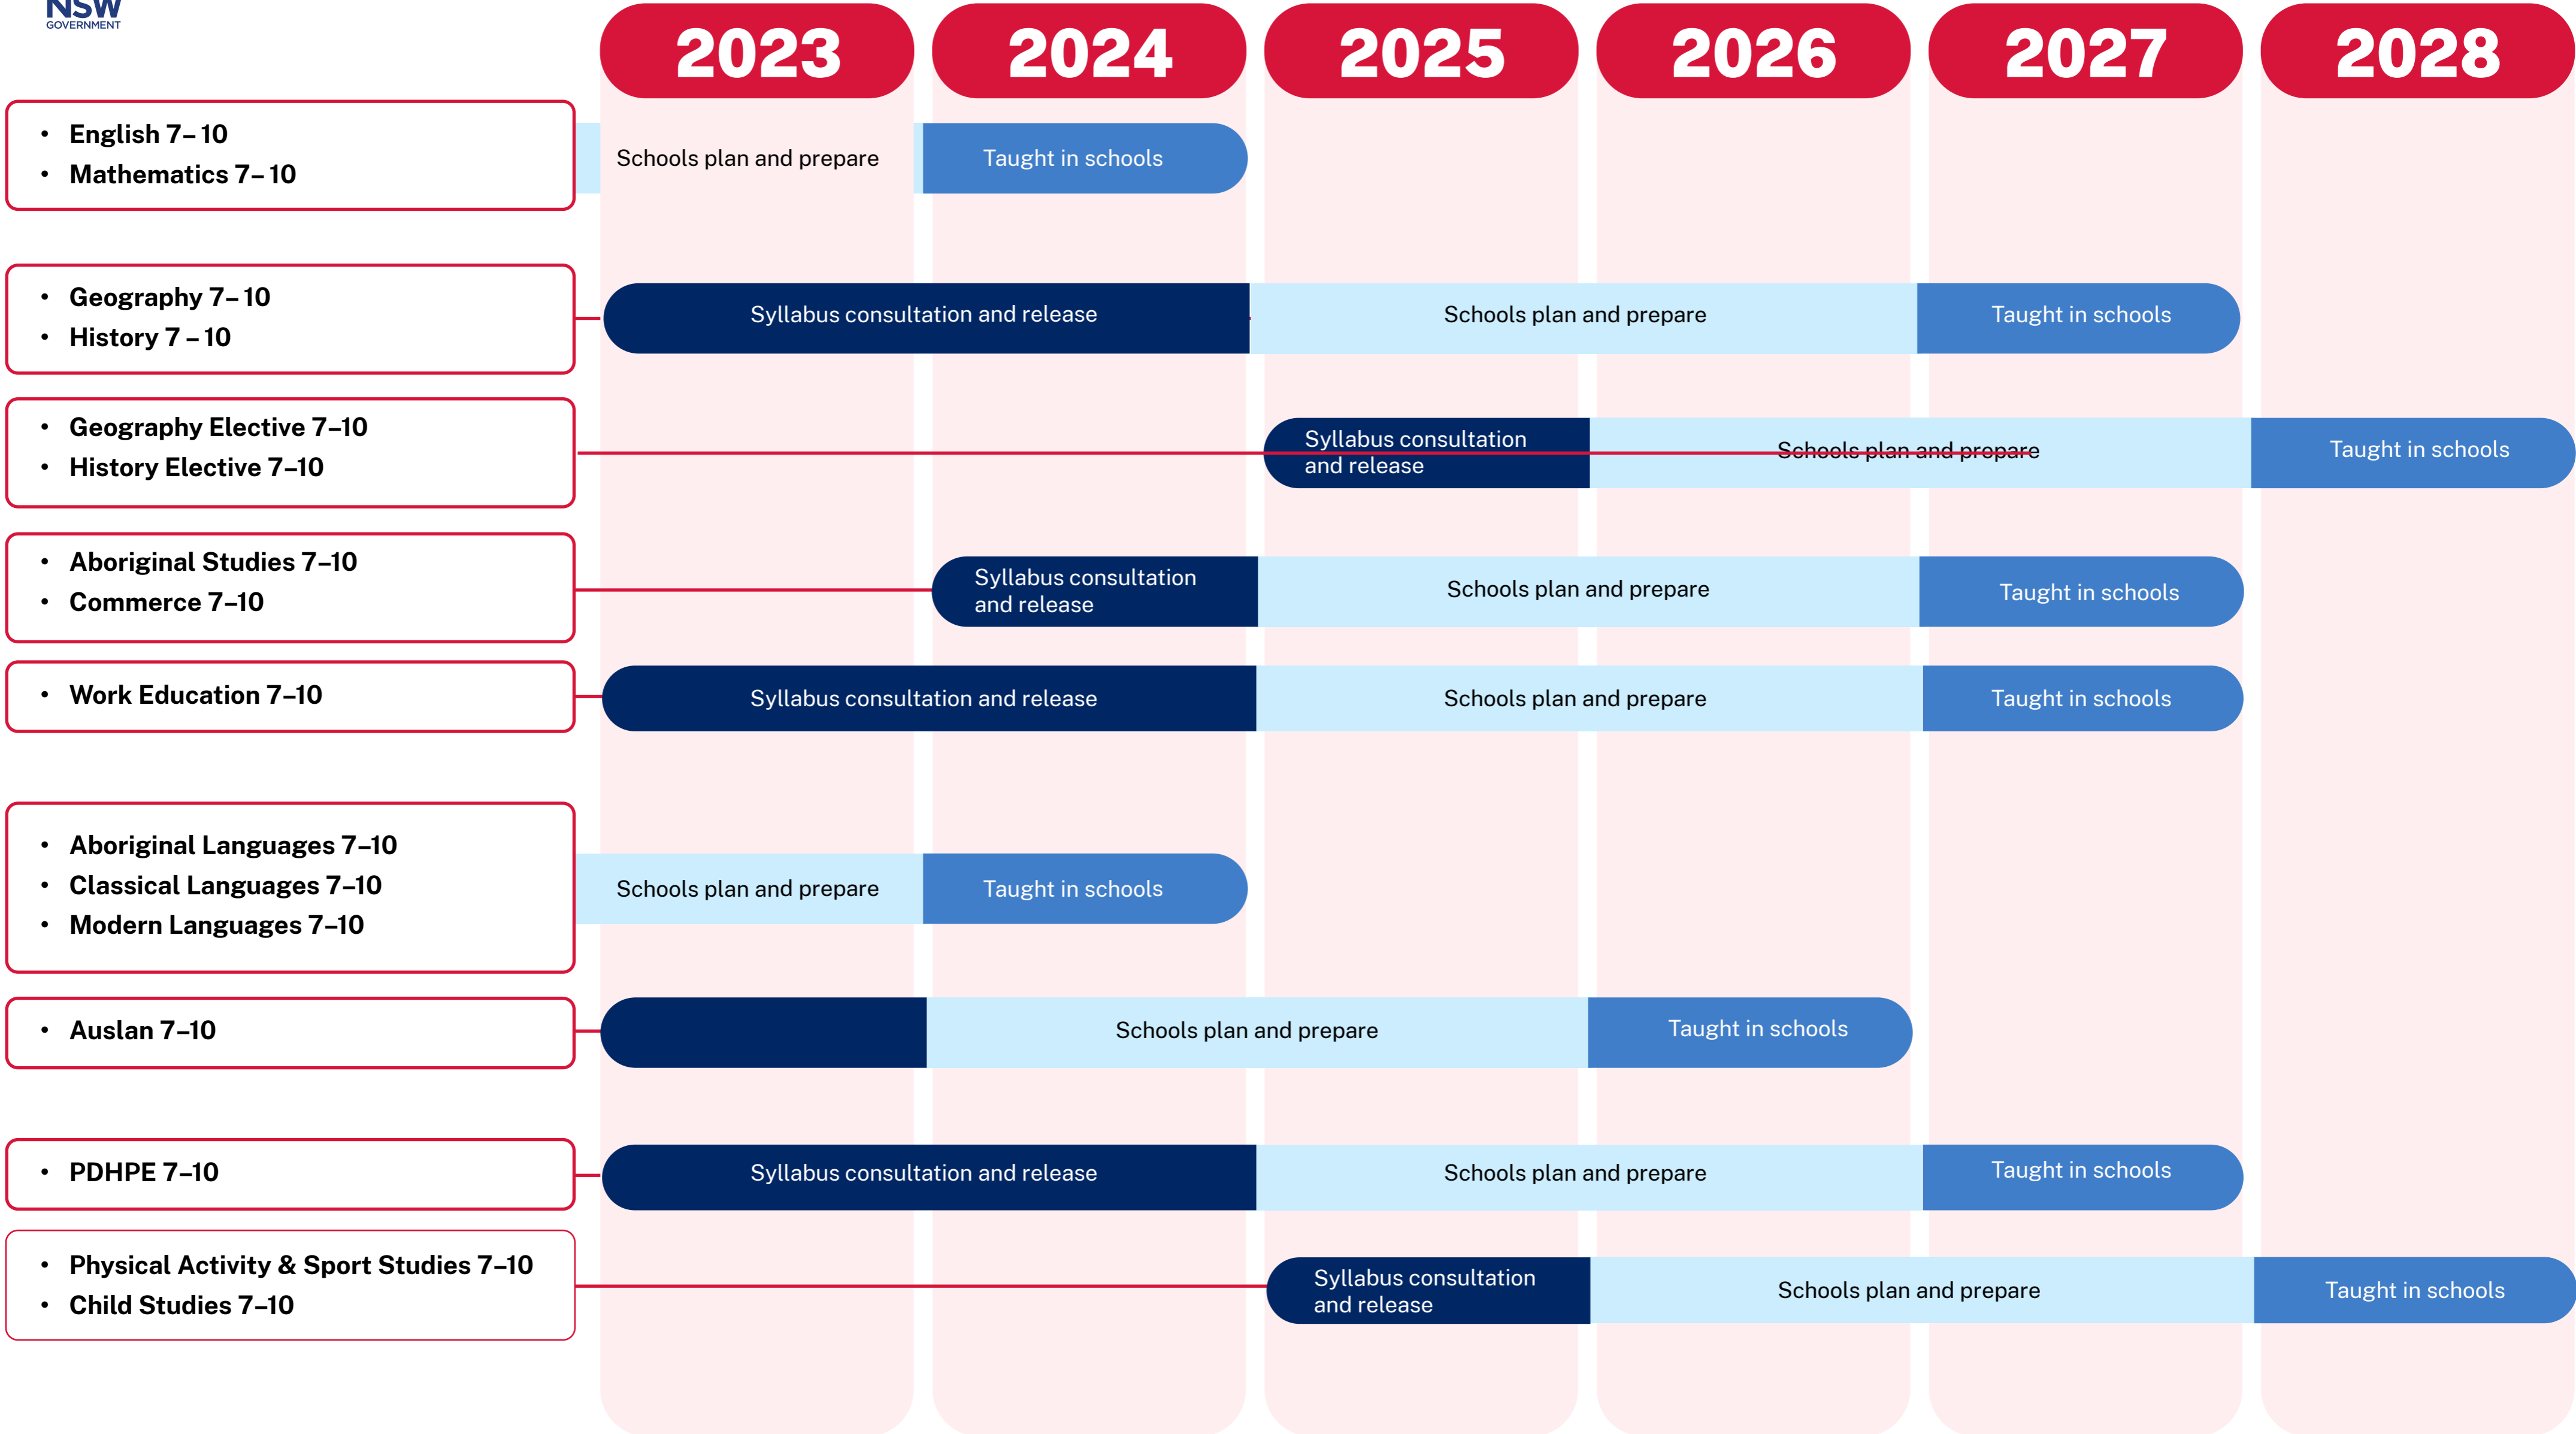 NSW
GOVERNMENT
2023 2024 2025 2026 2027 2028
• English 7– 10
• Mathematics 7– 10
Schools plan and prepare
Taught in schools
• Geography 7– 10
• History 7 – 10
Syllabus consultation and release
Schools plan and prepare
Taught in schools
• Geography Elective 7–10
• History Elective 7–10
Syllabus consultation
and release
Schools plan and prepare
Taught in schools
• Aboriginal Studies 7–10
• Commerce 7–10
Syllabus consultation
and release
Schools plan and prepare
Taught in schools
• Work Education 7–10
Syllabus consultation and release
Schools plan and prepare
Taught in schools
• Aboriginal Languages 7–10
• Classical Languages 7–10
• Modern Languages 7–10
Schools plan and prepare
Taught in schools
• Auslan 7–10
Schools plan and prepare
Taught in schools
• PDHPE 7–10
Syllabus consultation and release
Schools plan and prepare
Taught in schools
• Physical Activity & Sport Studies 7–10
• Child Studies 7–10
Syllabus consultation
and release
Schools plan and prepare
Taught in schools